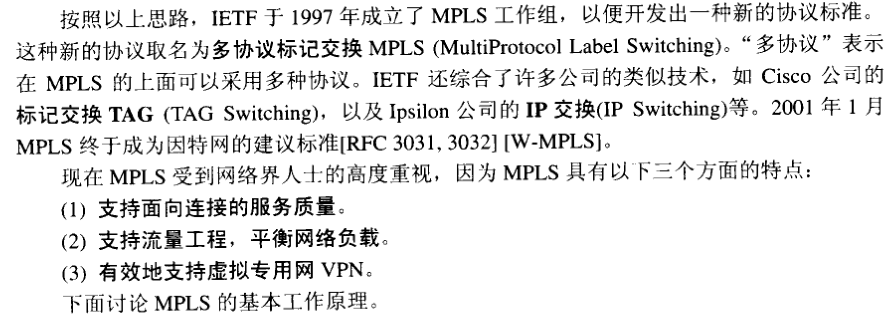 按照以上思路，IETF 于 1997 年成立了 MPLS 工作组，以便开发出一种新的协议标准。
这种新的协议取名为多协议标记交换 MPLS (MultiProtocol Label Switching)。“多协议”表示
在 MPLS 的上面可以采用多种协议。IETF 还综合了许多公司的类似技术，如 Cisco 公司的
标记交换 TAG (TAG Switching)，以及 Ipsilon 公司的 IP 交换(IP Switching)等。2001 年 1 月
MPLS 终于成为因特网的建议标准[RFC 3031, 3032] [W-MPLS]。
现在 MPLS 受到网络界人士的高度重视，因为 MPLS 具有以下三个方面的特点：
(1) 支持面向连接的服务质量。
(2) 支持流量工程，平衡网络负载。
(3) 有效地支持虚拟专用网 VPN。
下面讨论 MPLS 的基本工作原理。